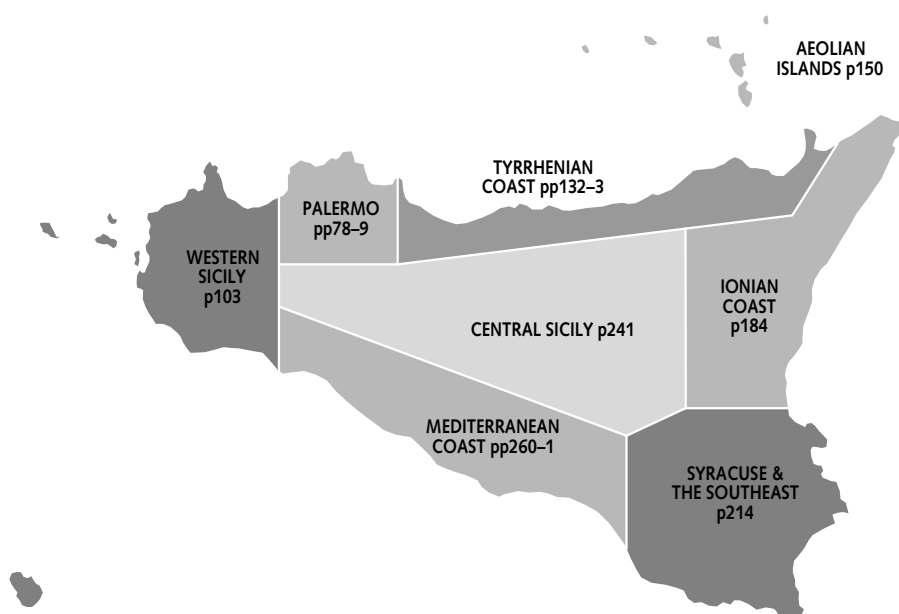 AEOLIAN
ISLANDS p150
TYRRHENIAN
COAST pp132–3
PALERMO
pp78–9
WESTERN
SICILY
p103
IONIAN
COAST
p184
CENTRAL SICILY p241
MEDITERRANEAN
COAST pp260–1
SYRACUSE &
THE SOUTHEAST
p214